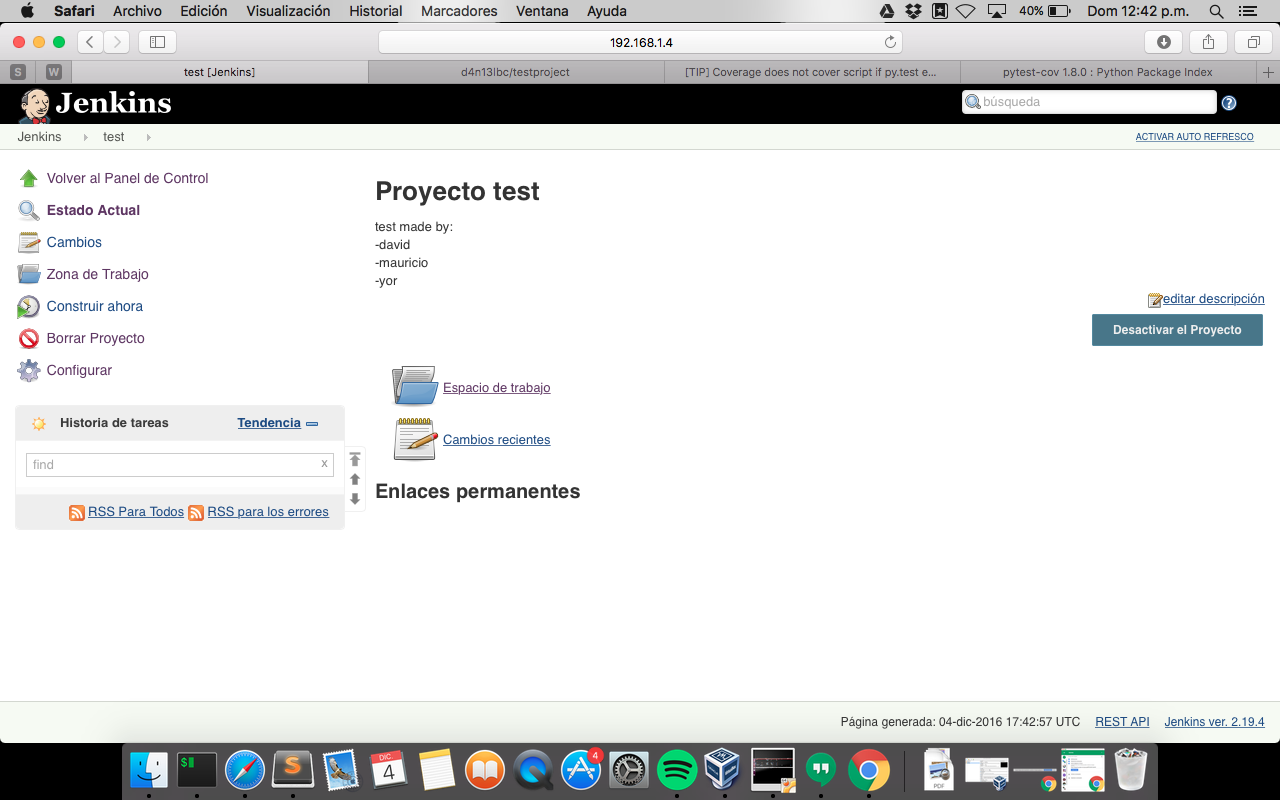 Safari Archivo Edición Visualización Historial Marcadores Ventana Ayuda 40% Dom 12:42 p.m.
192.168.1.4
S W test [Jenkins] d4n13lbc/testproject [TIP] Coverage does not cover script if py.test e... pytest-cov 1.8.0 : Python Package Index
Jenkins búsqueda
Jenkins test ACTIVAR AUTO REFRESCO
Volver al Panel de Control
Estado Actual
Cambios
Zona de Trabajo
Construir ahora
Borrar Proyecto
Configurar
Historia de tareas Tendencia
find x
RSS Para Todos RSS para los errores
Proyecto test
test made by:
-david
-mauricio
-yor
editar descripción
Desactivar el Proyecto
Espacio de trabajo
Cambios recientes
Enlaces permanentes
Página generada: 04-dic-2016 17:42:57 UTC REST API Jenkins ver. 2.19.4
$ S DIC. 4 4 PDF